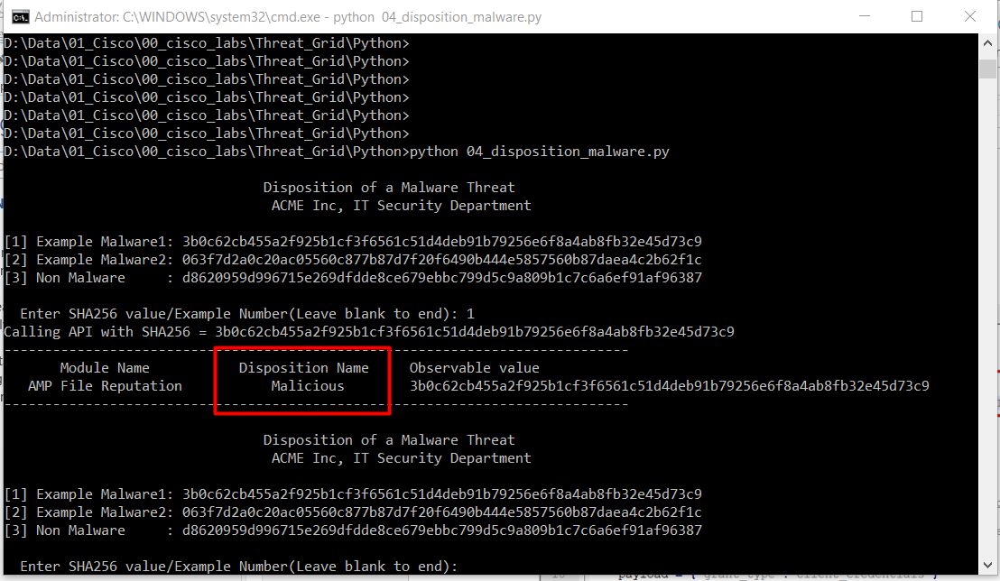 Administrator: C:\WINDOWS\system32\cmd.exe - python  04_disposition_malware.py
D:\Data\01_Cisco\00_cisco_labs\Threat_Grid\Python>
D:\Data\01_Cisco\00_cisco_labs\Threat_Grid\Python>
D:\Data\01_Cisco\00_cisco_labs\Threat_Grid\Python>
D:\Data\01_Cisco\00_cisco_labs\Threat_Grid\Python>
D:\Data\01_Cisco\00_cisco_labs\Threat_Grid\Python>
D:\Data\01_Cisco\00_cisco_labs\Threat_Grid\Python>
D:\Data\01_Cisco\00_cisco_labs\Threat_Grid\Python>python 04_disposition_malware.py
Disposition of a Malware Threat
ACME Inc, IT Security Department
[1] Example Malware1: 3b0c62cb455a2f925b1cf3f6561c51d4deb91b79256e6f8a4ab8fb32e45d73c9
[2] Example Malware2: 063f7d2a0c20ac05560c877b87d7f20f6490b444e5857560b87daea4c2b62f1c
[3] Non Malware     : d8620959d996715e269dfdde8ce679ebbc799d5c9a809b1c7c6a6ef91af96387
Enter SHA256 value/Example Number(Leave blank to end): 1
Calling API with SHA256 = 3b0c62cb455a2f925b1cf3f6561c51d4deb91b79256e6f8a4ab8fb32e45d73c9
-----------------------------------------------------------------------------
Module Name           Disposition Name     Observable value
AMP File Reputation           Malicious        3b0c62cb455a2f925b1cf3f6561c51d4deb91b79256e6f8a4ab8fb32e45d73c9
-----------------------------------------------------------------------------
Disposition of a Malware Threat
ACME Inc, IT Security Department
[1] Example Malware1: 3b0c62cb455a2f925b1cf3f6561c51d4deb91b79256e6f8a4ab8fb32e45d73c9
[2] Example Malware2: 063f7d2a0c20ac05560c877b87d7f20f6490b444e5857560b87daea4c2b62f1c
[3] Non Malware     : d8620959d996715e269dfdde8ce679ebbc799d5c9a809b1c7c6a6ef91af96387
Enter SHA256 value/Example Number(Leave blank to end):